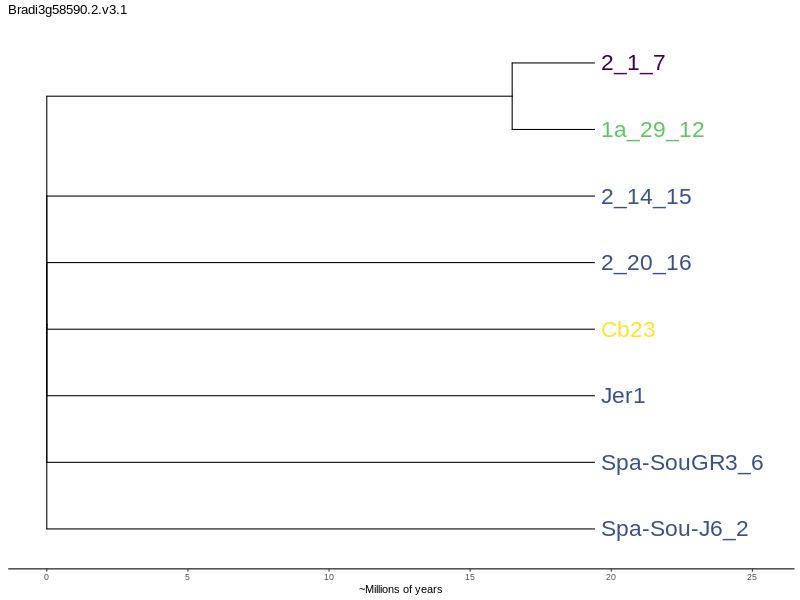 Bradi3g58590.2.v3.1
2_1_7
1a_29_12
2_14_15
2_20_16
Cb23
Jer1
Spa-SouGR3_6
Spa-Sou-J6_2
0 5 10 15 20 25
~Millions of years